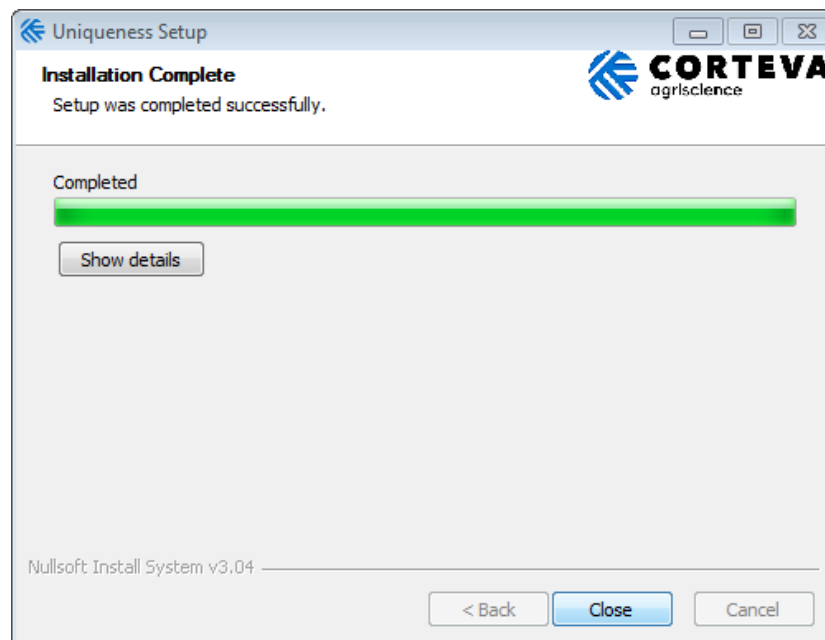 Uniqueness Setup
Installation Complete
Setup was completed successfully.
CORTEVA
agriscience
Completed
Show details
Nullsoft Install System v3.04
< Back
Close
Cancel